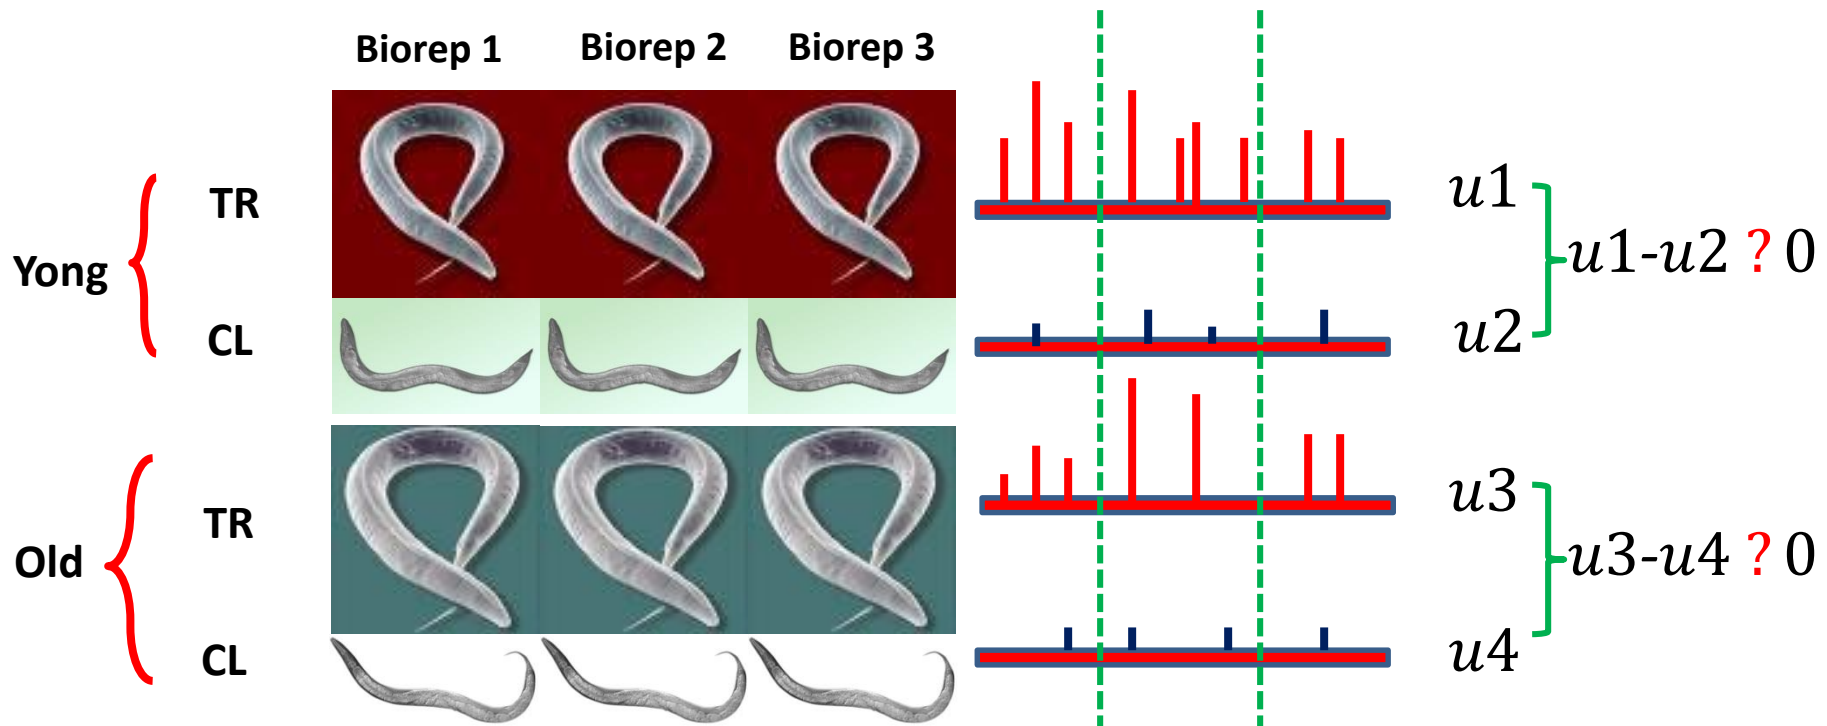 Biorep 1 Biorep 2 Biorep 3
TR
u1
Yong
u1-u2 ? 0
CL
u2
TR
u3
Old
u3-u4 ? 0
CL
u4